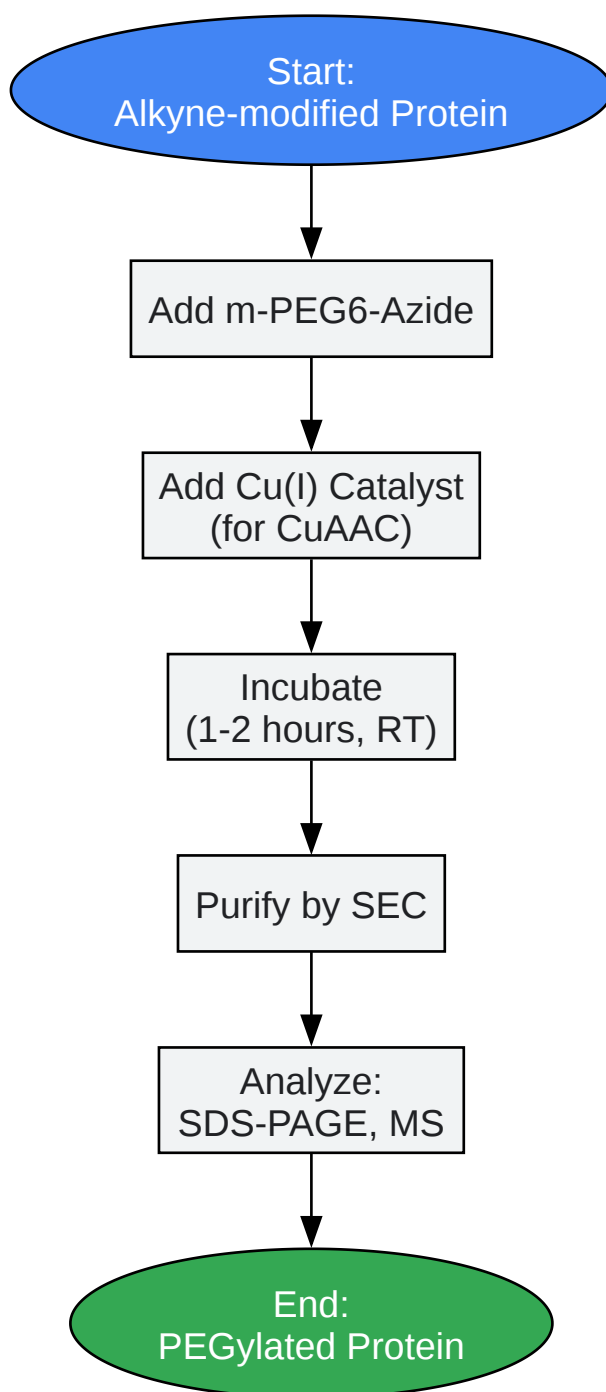 Start:
Alkyne-modified Protein
Add m-PEG6-Azide
Add Cu(I) Catalyst
(for CuAAC)
Incubate
(1-2 hours, RT)
Purify by SEC
Analyze:
SDS-PAGE, MS
End:
PEGylated Protein